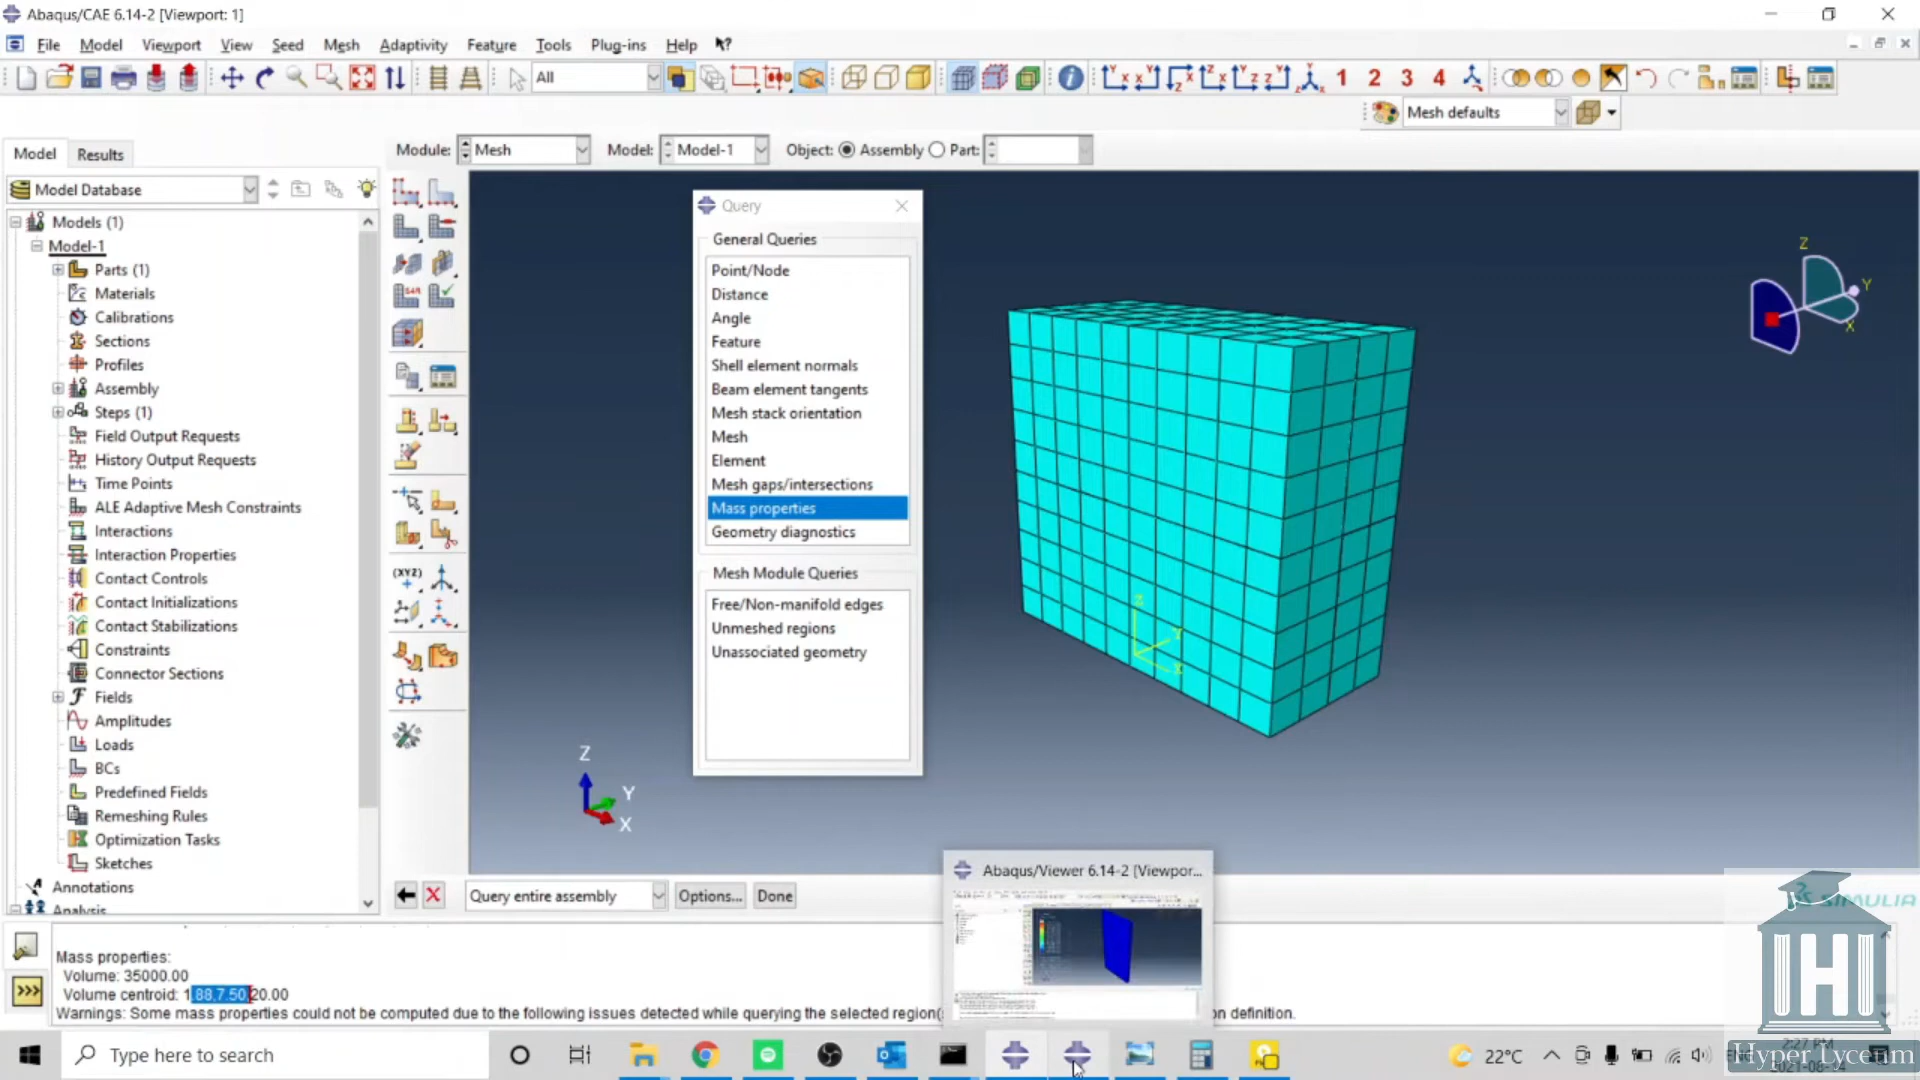 Abaqus/CAE 6.14-2 [Viewport: 1]
File Model Viewport View Seed Mesh Adaptivity Feature Tools Plug-ins Help
All
1 2 3 4
Mesh defaults
Model Results
Module: Mesh Model: Model-1 Object: Assembly Part:
Model Database
Models (1)
Model-1
Parts (1)
Materials
Calibrations
Sections
Profiles
Assembly
Steps (1)
Field Output Requests
History Output Requests
Time Points
ALE Adaptive Mesh Constraints
Interactions
Interaction Properties
Contact Controls
Contact Initializations
Contact Stabilizations
Constraints
Connector Sections
Fields
Amplitudes
Loads
BCs
Predefined Fields
Remeshing Rules
Optimization Tasks
Sketches
Annotations
Analysis
(XYZ)
Query
General Queries
Point/Node
Distance
Angle
Feature
Shell element normals
Beam element tangents
Mesh stack orientation
Mesh
Element
Mesh gaps/intersections
Mass properties
Geometry diagnostics
Mesh Module Queries
Free/Non-manifold edges
Unmeshed regions
Unassociated geometry
Z
Y
X
Z
Y
X
Z
Y
X
Abaqus/Viewer 6.14-2 [Viewpor...
Query entire assembly Options... Done
SIMULIA
Mass properties:
Volume: 35000.00
Volume centroid: 1.88,7.50,20.00
Warnings: Some mass properties could not be computed due to the following issues detected while querying the selected region(
on definition.
Type here to search
22°C
2:27 PM
Hyper Lyceum